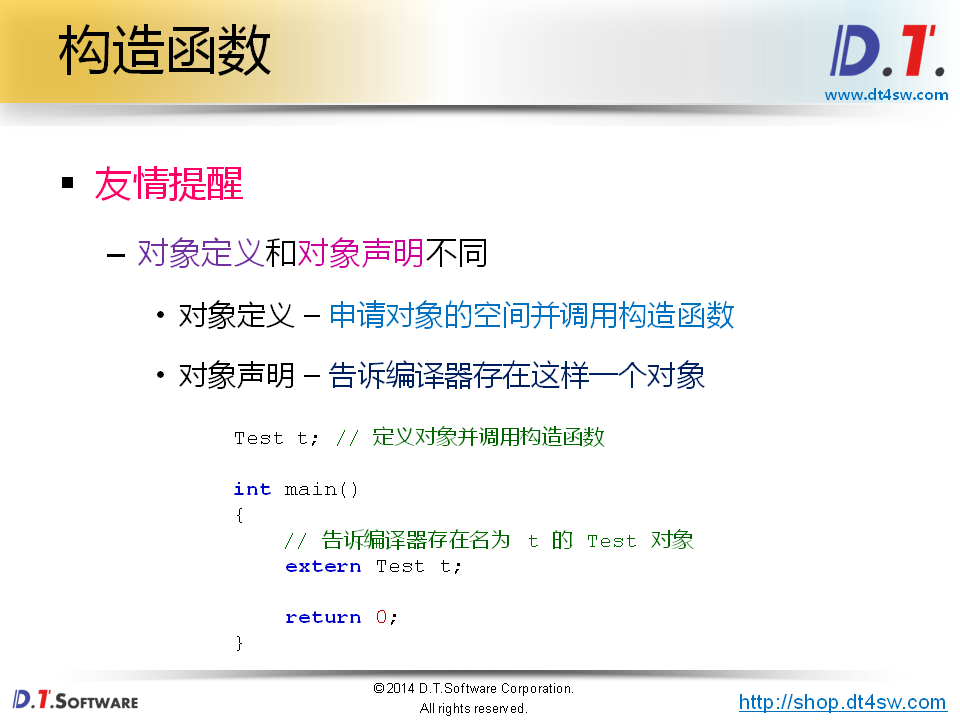 构造函数
D.T.
www.dt4sw.com
▪ 友情提醒
– 对象定义和对象声明不同
• 对象定义 – 申请对象的空间并调用构造函数
• 对象声明 – 告诉编译器存在这样一个对象
Test t; // 定义对象并调用构造函数
int main()
{
// 告诉编译器存在名为 t 的 Test 对象
extern Test t;
return 0;
}
D.T.SOFTWARE
©2014 D.T.Software Corporation.
All rights reserved.
http://shop.dt4sw.com